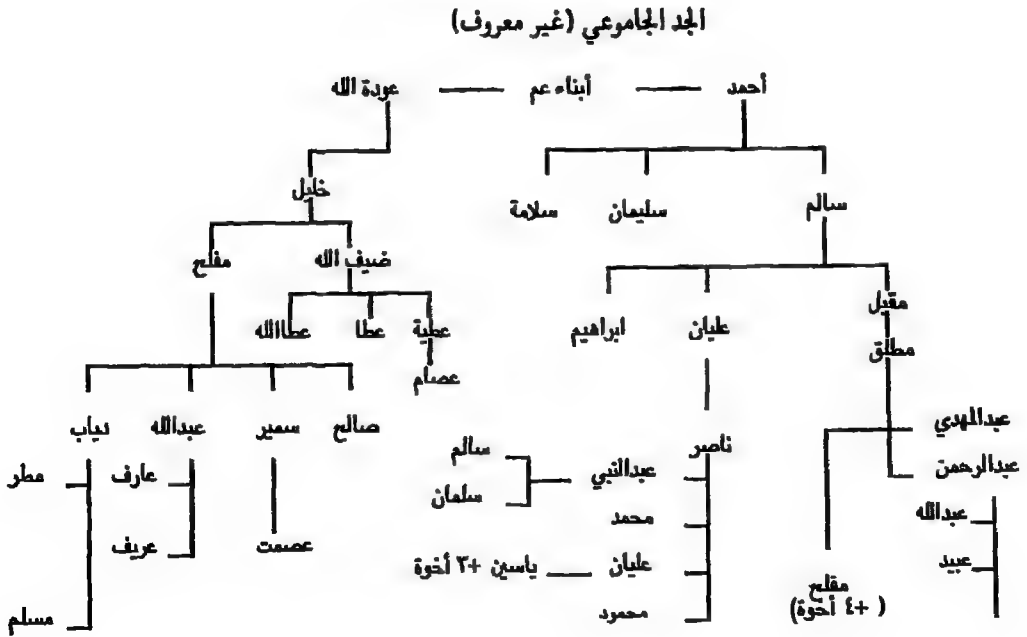 الجد الجاموعي (غير معروف)
أحمد — أبناء عم — عودة الله
خليل
سالم
سليمان
سلامة
ضيف الله
مفلح
مقبل
عليان
ابراهيم
عطية
عطا
عطاالله
مطلق
عصام
عبدالمهدي
ناصر
صالح
سمير
عبدالله
دياب
عبدالرحمن
عبدالنبي
سالم
سلمان
عارف
مطر
عبدالله
محمد
عصمت
عريف
عبيد
عليان — ياسين +٣ أخوة
مفلح
( +٤ أخوة)
محمود
مسلم